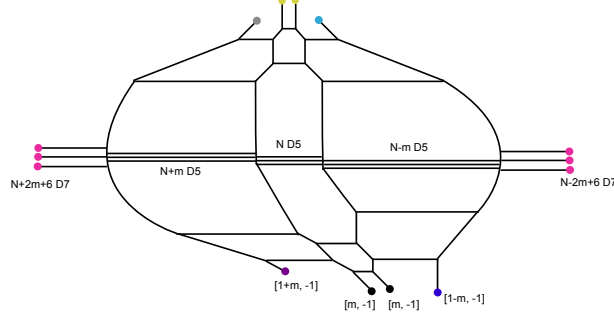 N D5
N-m D5
N+m D5
N+2m+6 D7
N-2m+6 D7
[1+m, -1]
[m, -1]
[m, -1]
[1-m, -1]